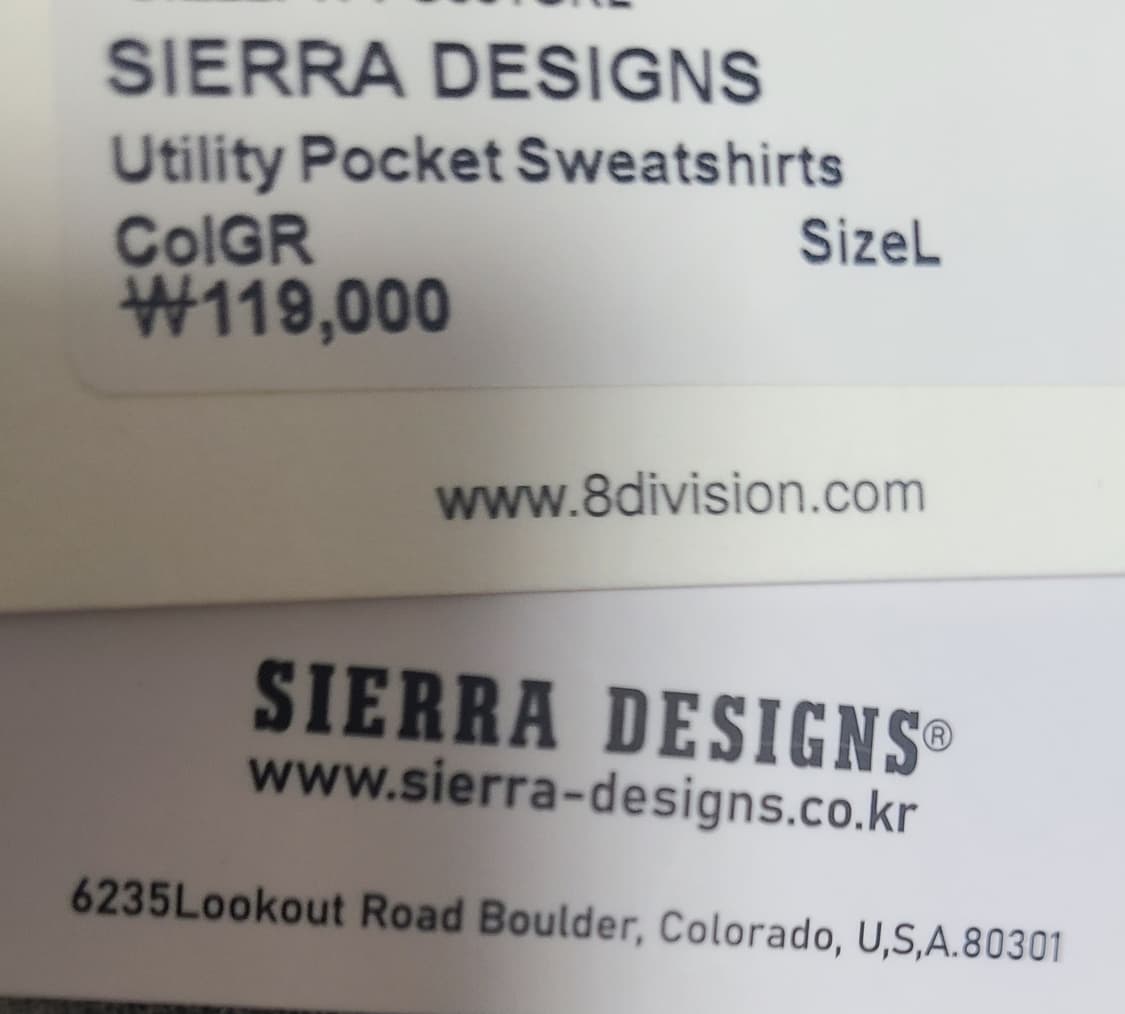 SIERRA DESIGNS
Utility Pocket Sweatshirts
ColGR SizeL
₩119,000
www.8division.com
SIERRA DESIGNS®
www.sierra-designs.co.kr
6235Lookout Road Boulder, Colorado, U,S,A.80301